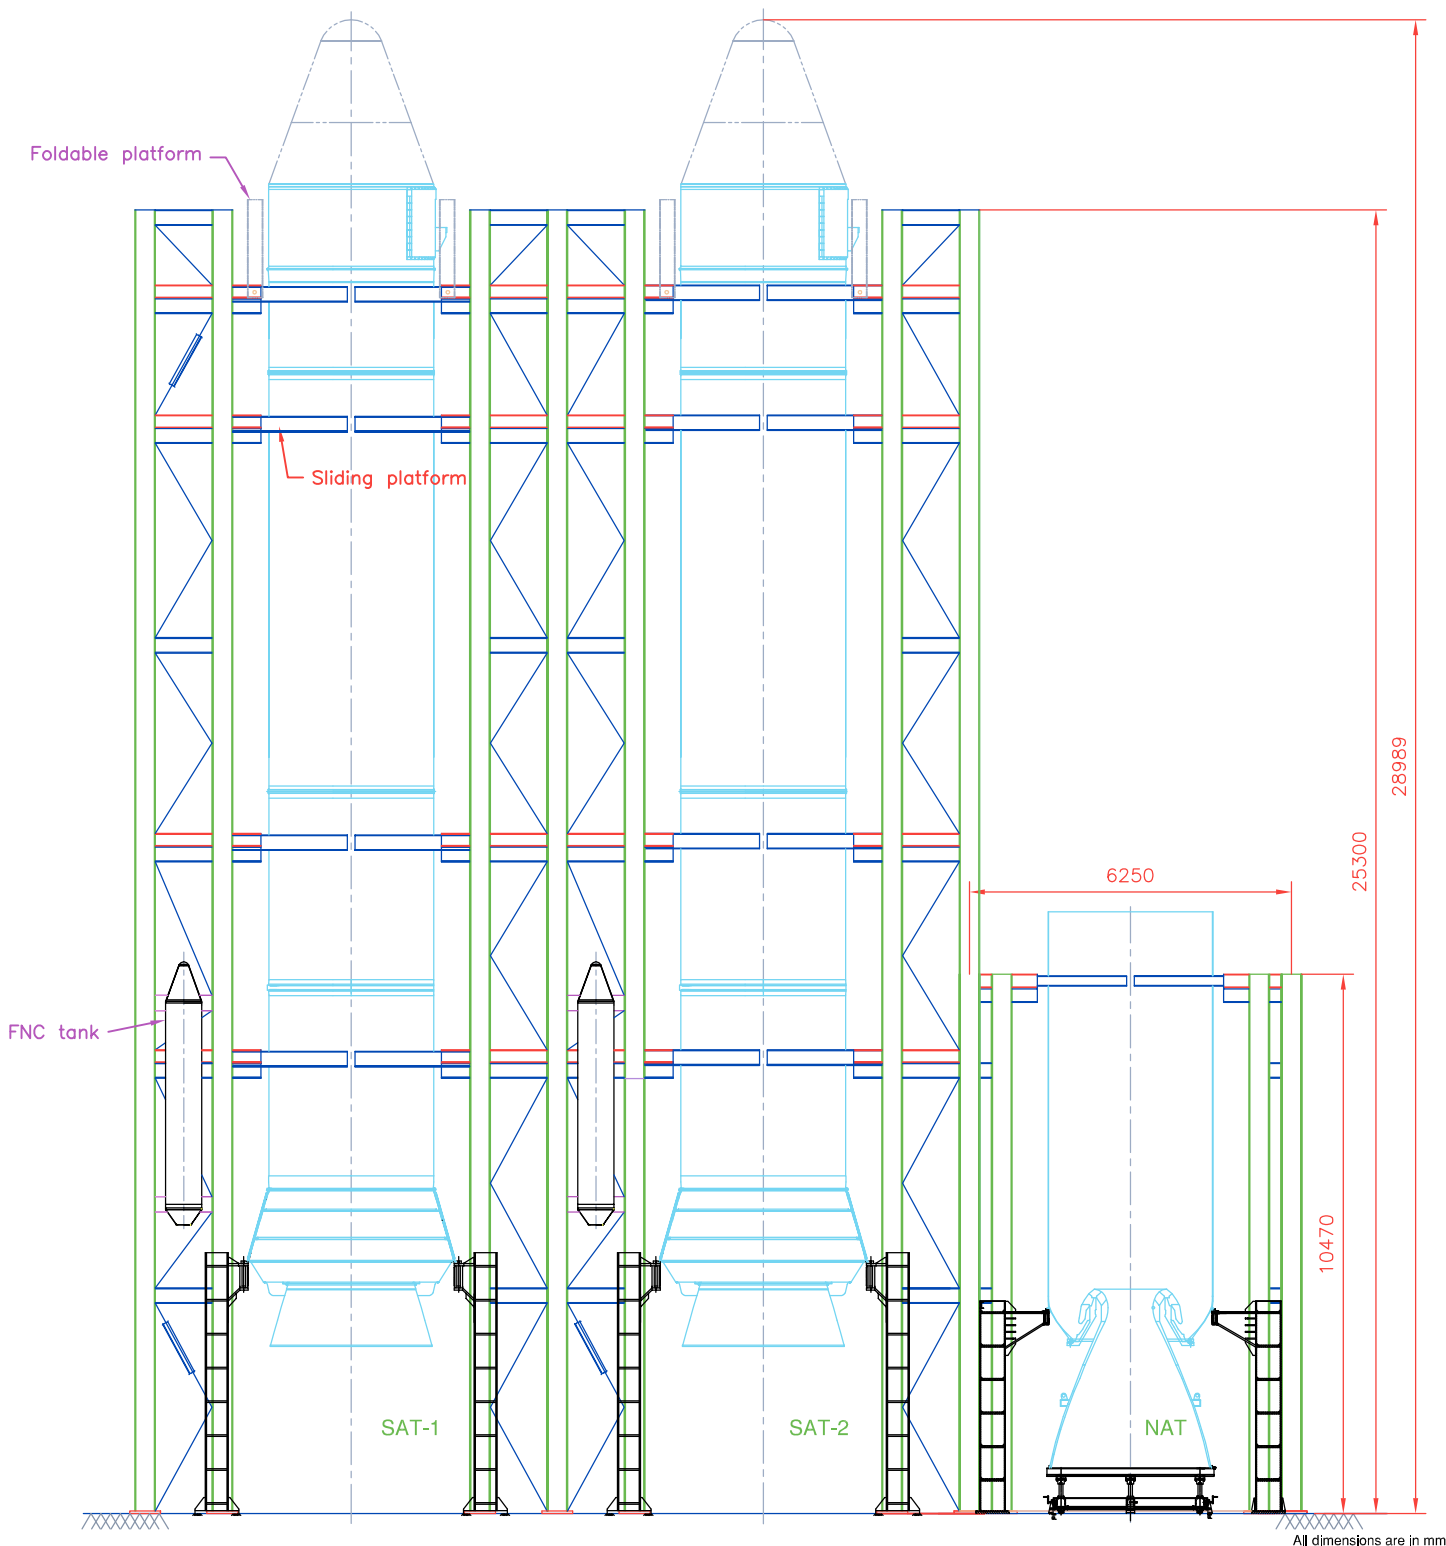 Foldable platform
Sliding platform
28989
25300
6250
FNC tank
10470
SAT-1
SAT-2
NAT
All dimensions are in mm